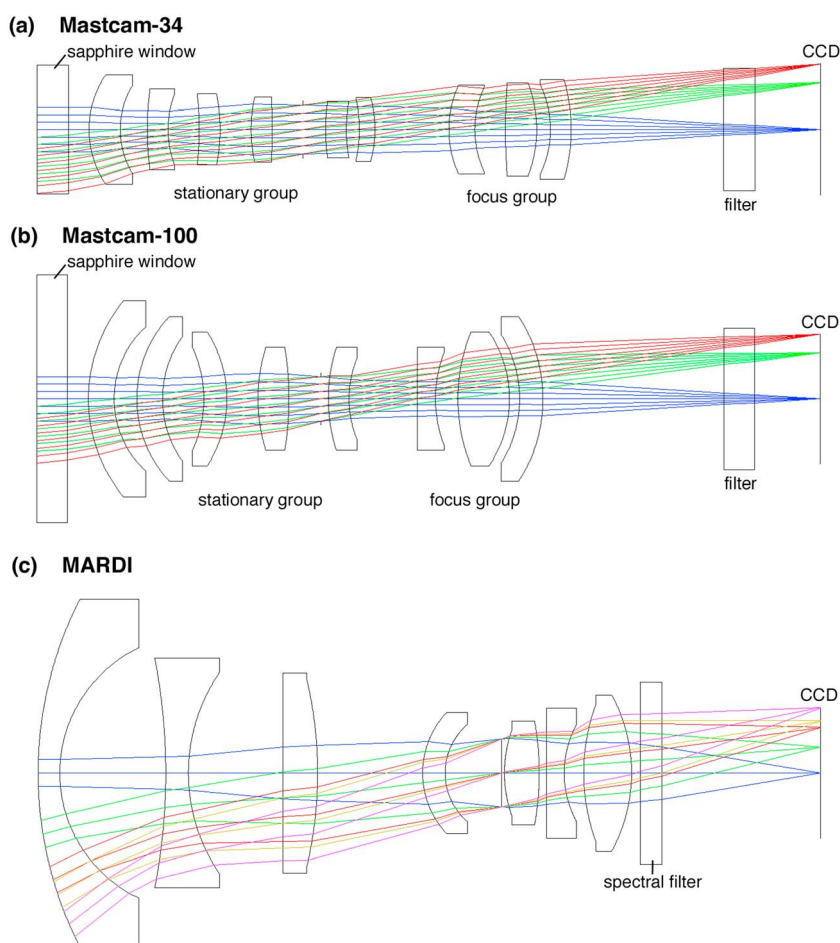 (a) Mastcam-34
sapphire window
CCD
stationary group
focus group
filter
(b) Mastcam-100
sapphire window
CCD
stationary group
focus group
filter
(c) MARDI
CCD
spectral filter